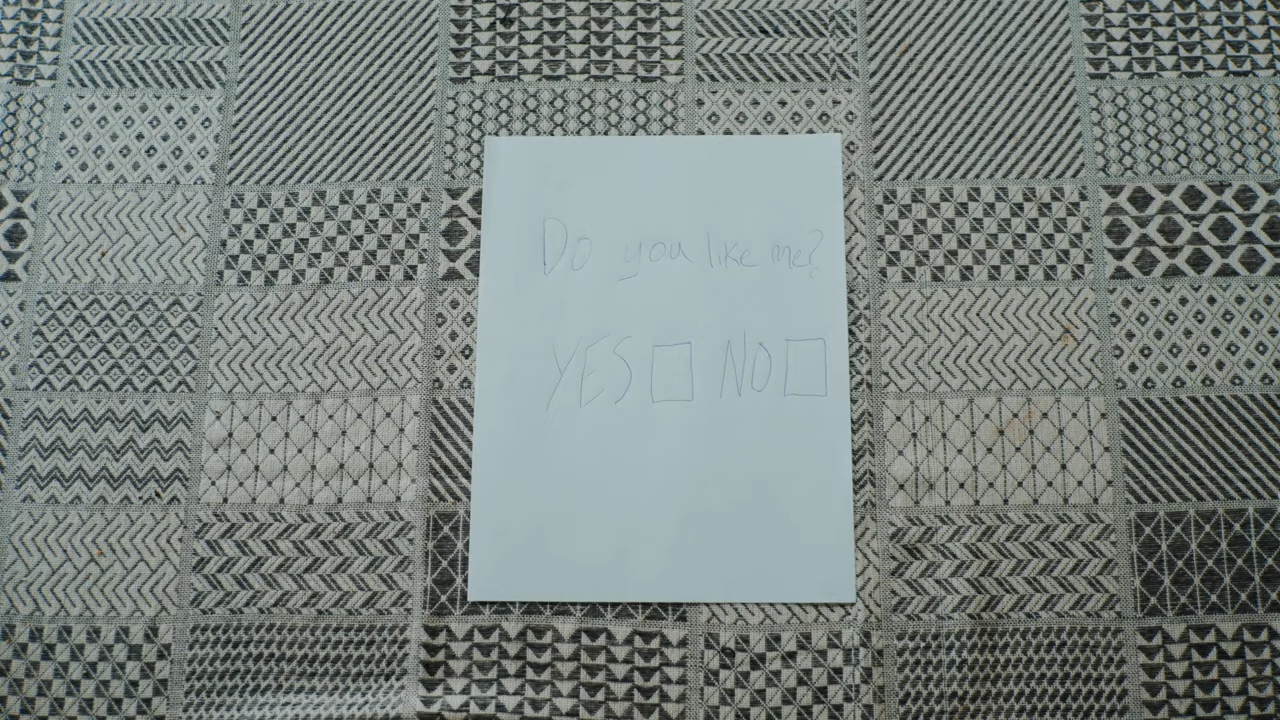 Do you like me?
YES □ NO □